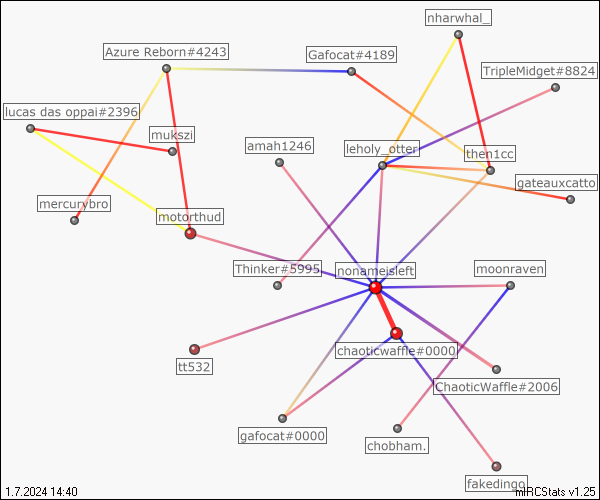 nharwhal_
Azure Reborn#4243
Gafocat#4189
TripleMidget#8824
lucas das oppai#2396
mukszi
amah1246
leholy_otter
then1cc
gateauxcatto
mercurybro
motorthud
Thinker#5995
nonameisleft
moonraven
chaoticwaffle#0000
tt532
ChaoticWaffle#2006
gafocat#0000
chobham.
fakedingo
1.7.2024 14:40
mIRCStats v1.25